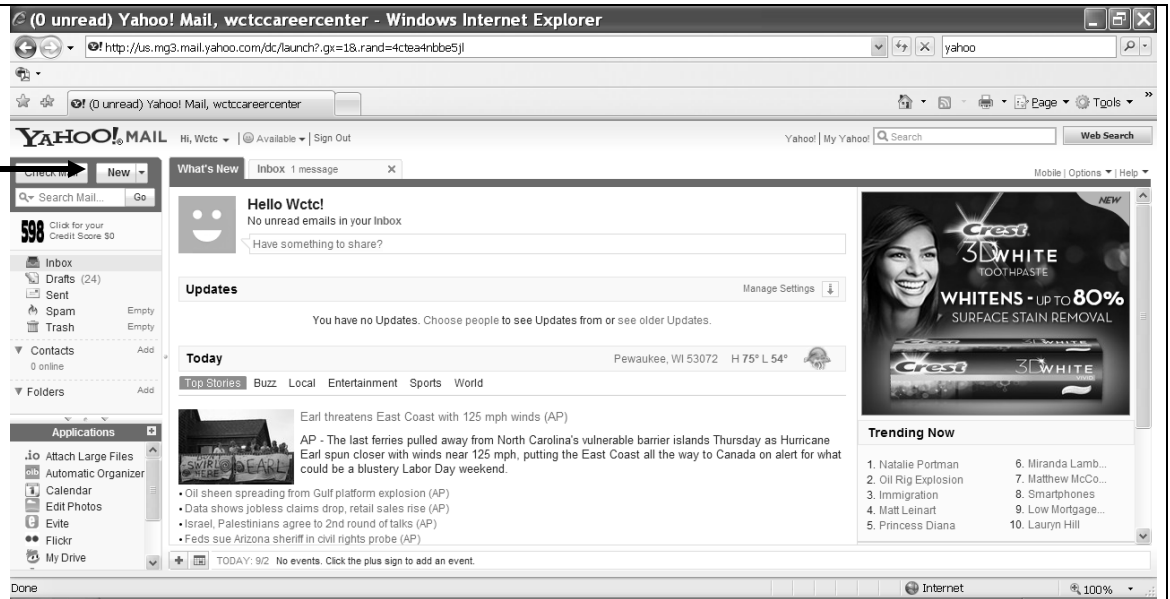 (0 unread) Yahoo! Mail, wctccareercenter - Windows Internet Explorer
http://us.mg3.mail.yahoo.com/dc/launch?.gx=1&.rand=4ctea4nbbe5jl
yahoo
(0 unread) Yahoo! Mail, wctccareercenter
Page Tools
YAHOO! MAIL Hi, Wctc Available Sign Out
Yahoo! My Yahoo! Search Web Search
Check Mail New
What's New Inbox 1 message
Mobile | Options | Help
Search Mail... Go
598 Click for your
Credit Score $0
Inbox
Drafts (24)
Sent
Spam Empty
Trash Empty
Contacts Add
0 online
Folders Add
Applications
.io Attach Large Files
oib Automatic Organizer
1 Calendar
Edit Photos
Evite
Flickr
My Drive
Hello Wctc!
No unread emails in your Inbox
Have something to share?
Updates Manage Settings
You have no Updates. Choose people to see Updates from or see older Updates.
Today Pewaukee, WI 53072 H 75° L 54°
Top Stories Buzz Local Entertainment Sports World
SWIRL
HERE EARL
Earl threatens East Coast with 125 mph winds (AP)
AP - The last ferries pulled away from North Carolina's vulnerable barrier islands Thursday as Hurricane
Earl spun closer with winds near 125 mph, putting the East Coast all the way to Canada on alert for what
could be a blustery Labor Day weekend.
• Oil sheen spreading from Gulf platform explosion (AP)
• Data shows jobless claims drop, retail sales rise (AP)
• Israel, Palestinians agree to 2nd round of talks (AP)
• Feds sue Arizona sheriff in civil rights probe (AP)
TODAY: 9/2 No events. Click the plus sign to add an event.
NEW
Crest
3D WHITE
TOOTHPASTE
WHITENS - UP TO 80%
SURFACE STAIN REMOVAL
3D WHITE
Crest 3D WHITE
VIVID
Trending Now
1. Natalie Portman
2. Oil Rig Explosion
3. Immigration
4. Matt Leinart
5. Princess Diana
6. Miranda Lamb...
7. Matthew McCo...
8. Smartphones
9. Low Mortgage...
10. Lauryn Hill
Done Internet 100%